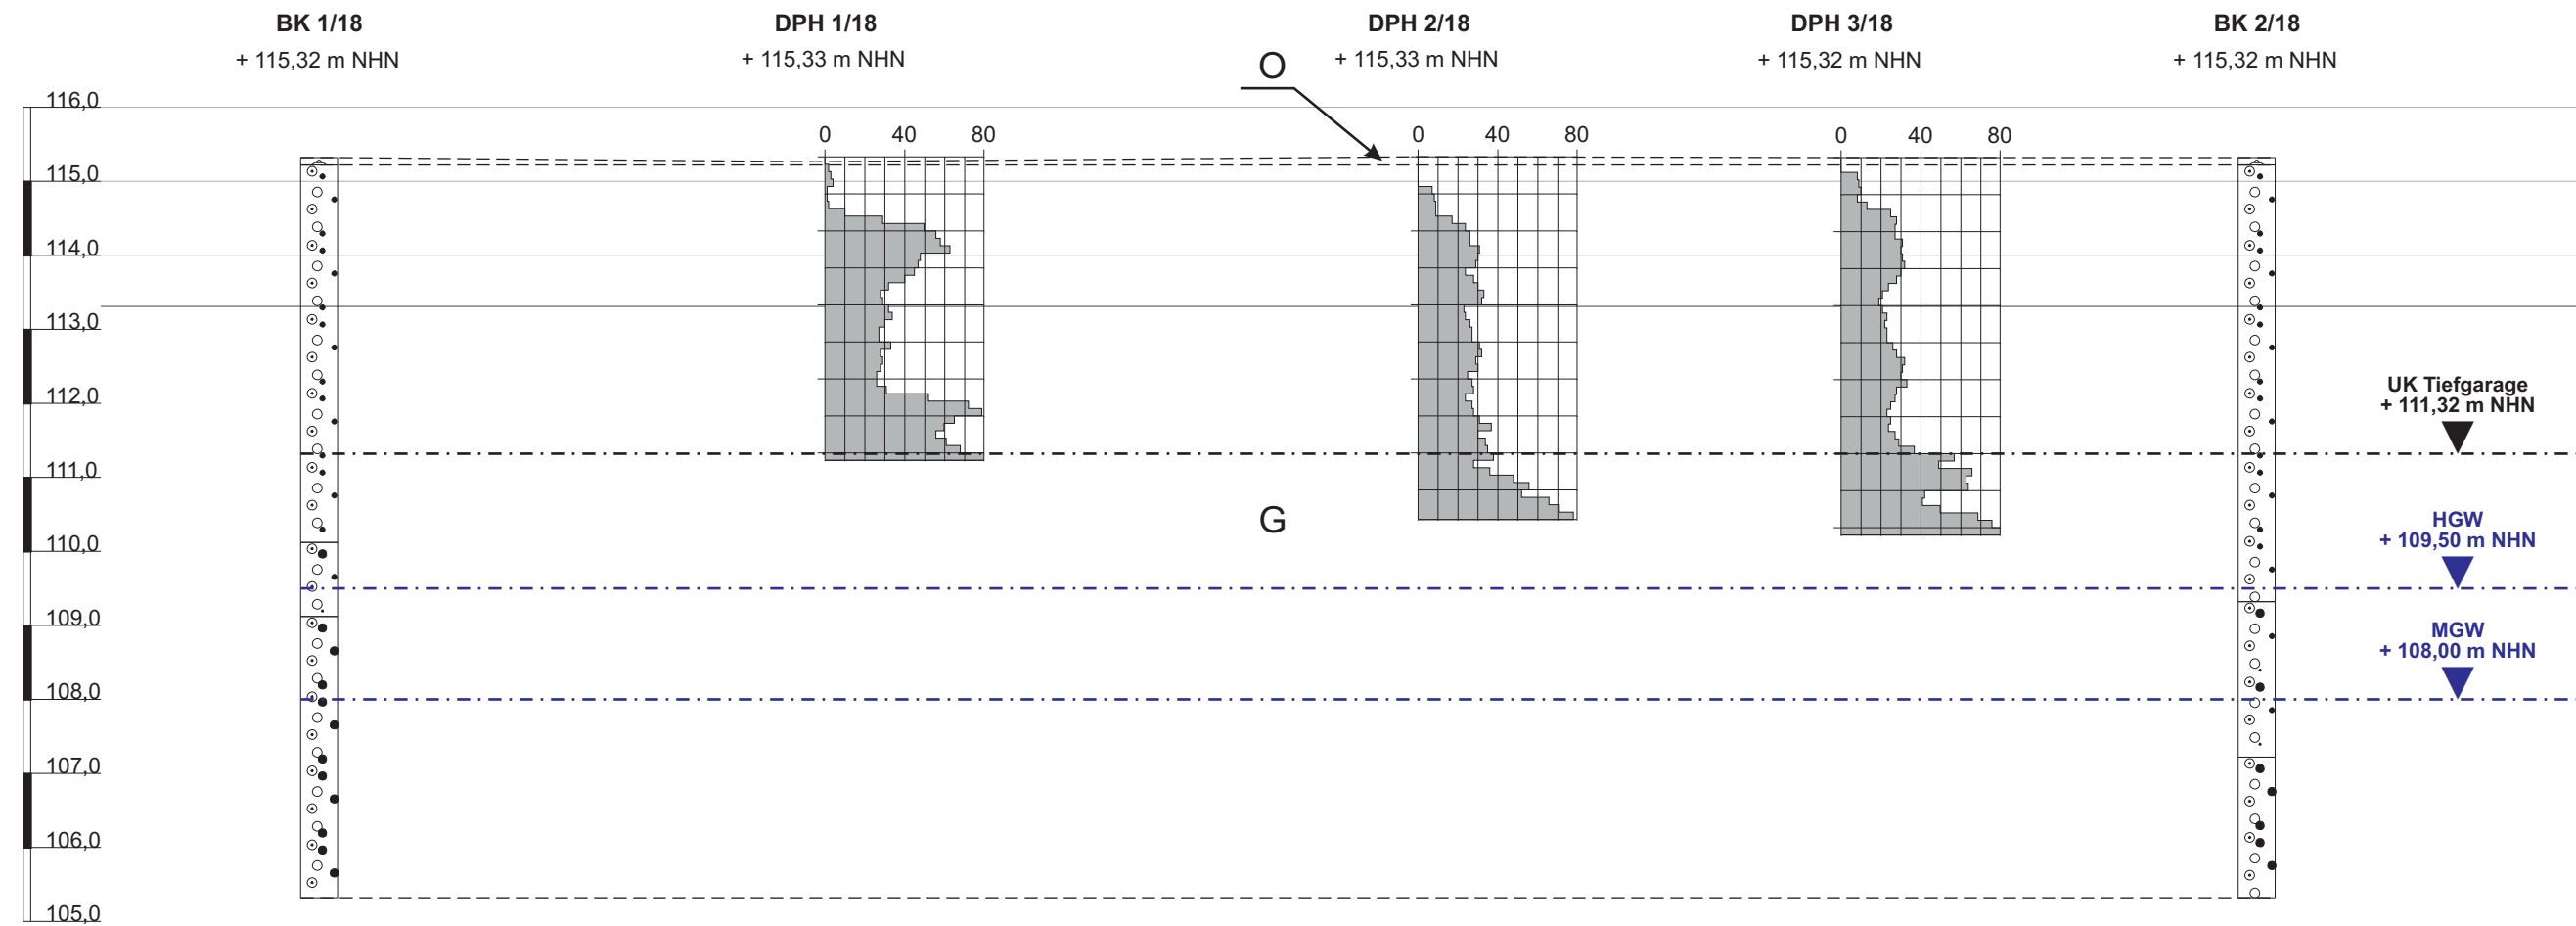 BK 1/18
+ 115,32 m NHN
DPH 1/18
+ 115,33 m NHN
DPH 2/18
+ 115,33 m NHN
DPH 3/18
+ 115,32 m NHN
BK 2/18
+ 115,32 m NHN
O
116,0
115,0
114,0
113,0
112,0
111,0
110,0
109,0
108,0
107,0
106,0
105,0
0 40 80
0 40 80
0 40 80
G
UK Tiefgarage
+ 111,32 m NHN
HGW
+ 109,50 m NHN
MGW
+ 108,00 m NHN